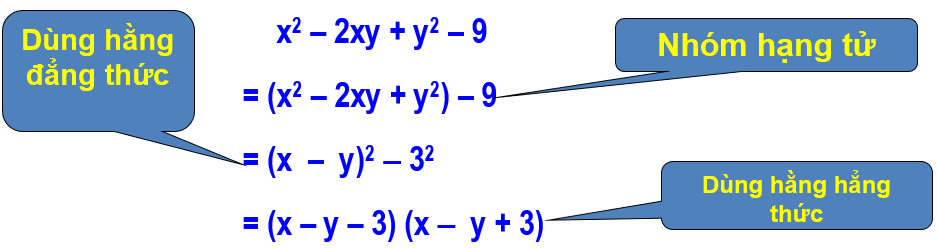 Dùng hằng
đẳng thức
x² – 2xy + y² – 9
Nhóm hạng tử
= (x² – 2xy + y²) – 9
= (x – y)² – 3²
Dùng hằng hẳng
thức
= (x – y – 3) (x – y + 3)